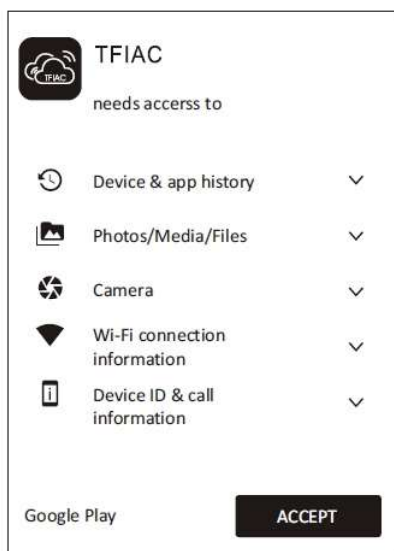 TFIAC
TFIAC
needs accerss to
Device & app history
Photos/Media/Files
Camera
Wi-Fi connection
information
Device ID & call
information
Google Play
ACCEPT